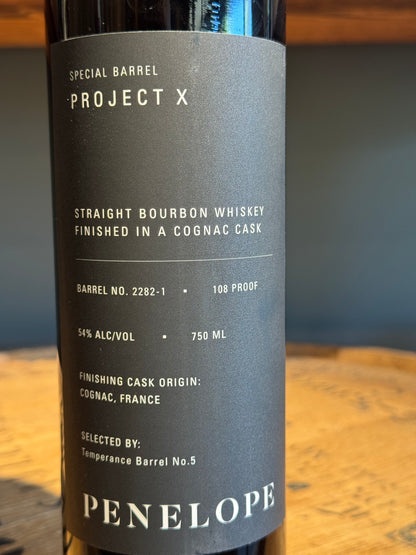 SPECIAL BARREL
PROJECT X
STRAIGHT BOURBON WHISKEY
FINISHED IN A COGNAC CASK
BARREL NO. 2282-1 • 108 PROOF
54% ALC/VOL • 750 ML
FINISHING CASK ORIGIN:
COGNAC, FRANCE
SELECTED BY:
Temperance Barrel No.5
PENELOPE